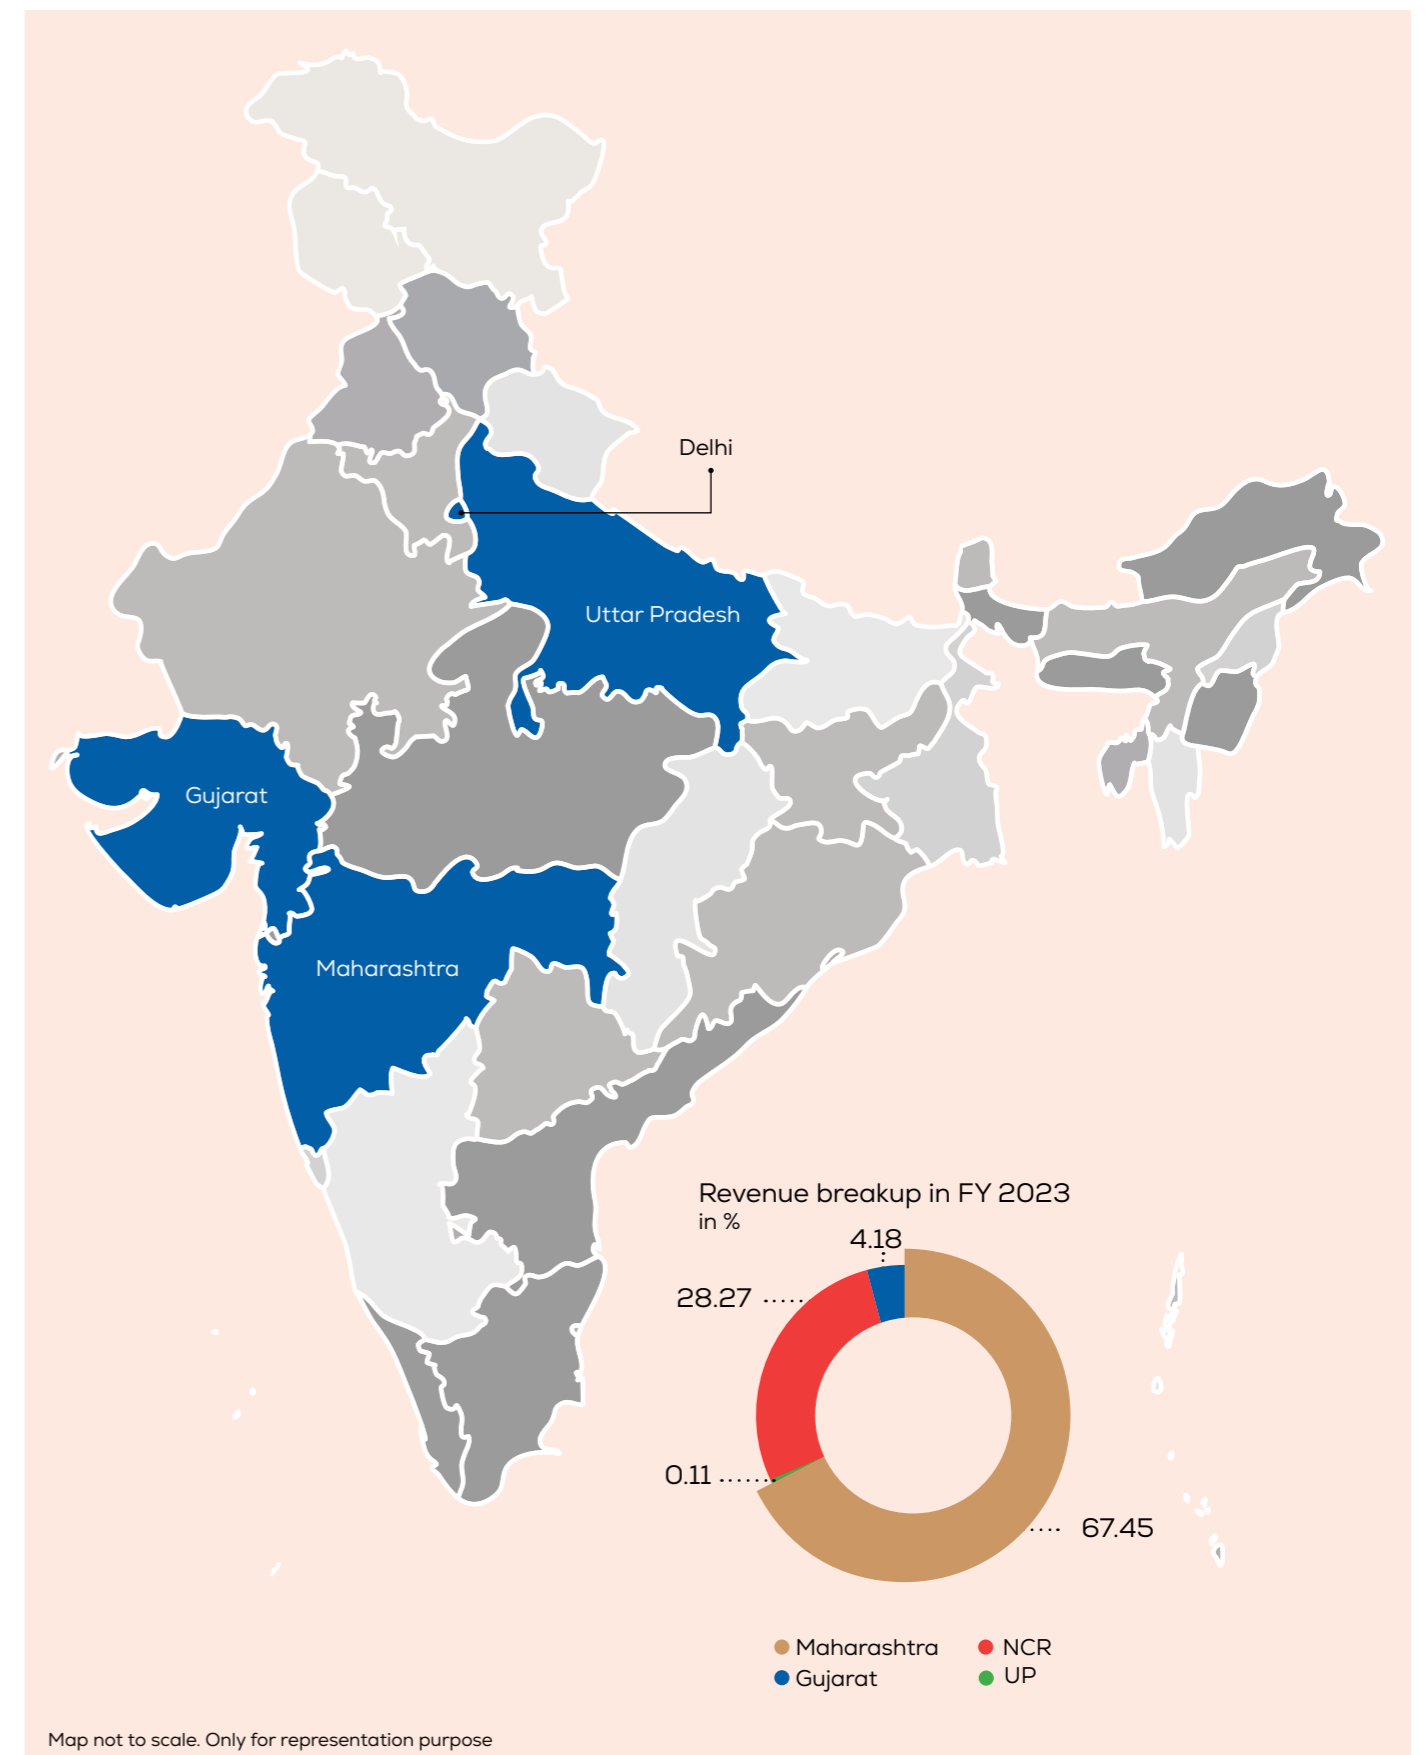 Delhi
Uttar Pradesh
Gujarat
Maharashtra
Revenue breakup in FY 2023
in %
4.18
28.27
0.11
67.45
Maharashtra
NCR
Gujarat
UP
Map not to scale. Only for representation purpose